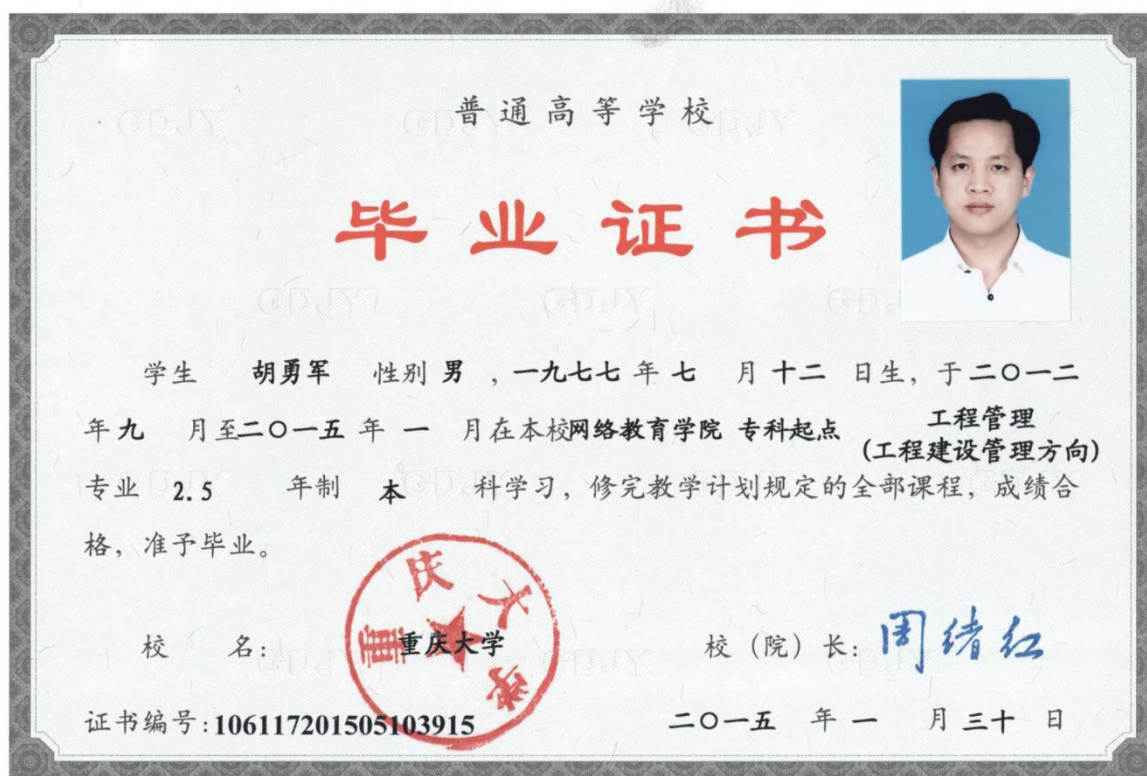 普通高等学校
毕业证书
学生 胡勇军 性别 男 ,一九七七 年 七 月 十二 日生, 于 二〇一二
年 九 月至 二〇一五 年 一 月在本校 网络教育学院 专科起点 工程管理
(工程建设管理方向)
专业 2.5 年制 本 科学习, 修完教学计划规定的全部课程, 成绩合
格, 准予毕业。
重庆大学
校 名: 重庆大学 校 (院) 长: 周绪红
证书编号: 106117201505103915 二〇一五 年 一 月 三十 日